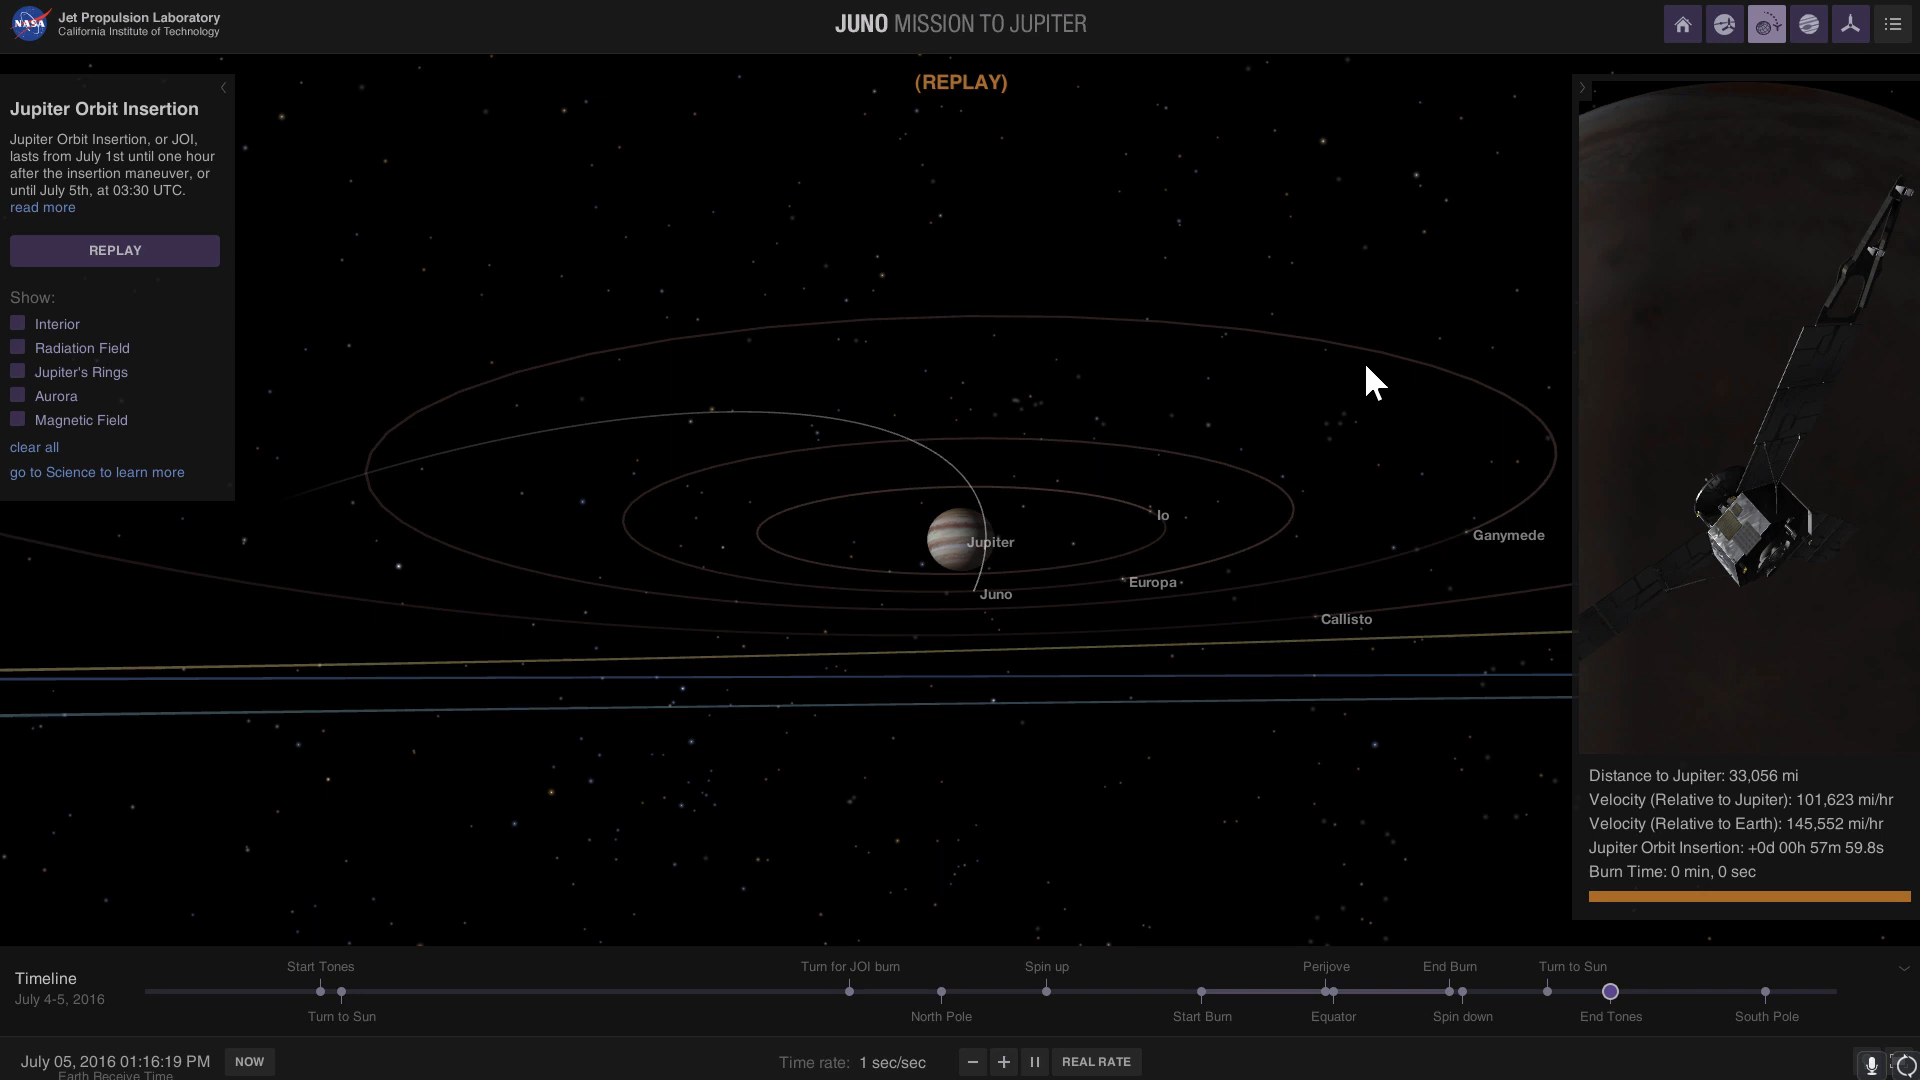 NASA
Jet Propulsion Laboratory
California Institute of Technology
JUNO MISSION TO JUPITER
(REPLAY)
Jupiter Orbit Insertion
Jupiter Orbit Insertion, or JOI,
lasts from July 1st until one hour
after the insertion maneuver, or
until July 5th, at 03:30 UTC.
read more
REPLAY
Show:
Interior
Radiation Field
Jupiter's Rings
Aurora
Magnetic Field
clear all
go to Science to learn more
Io
Ganymede
Jupiter
Europa
Juno
Callisto
Distance to Jupiter: 33,056 mi
Velocity (Relative to Jupiter): 101,623 mi/hr
Velocity (Relative to Earth): 145,552 mi/hr
Jupiter Orbit Insertion: +0d 00h 57m 59.8s
Burn Time: 0 min, 0 sec
Timeline
July 4-5, 2016
Start Tones
Turn for JOI burn
Spin up
Perijove
End Burn
Turn to Sun
Turn to Sun
North Pole
Start Burn
Equator
Spin down
End Tones
South Pole
July 05, 2016 01:16:19 PM
Earth Receive Time
NOW
Time rate: 1 sec/sec
REAL RATE